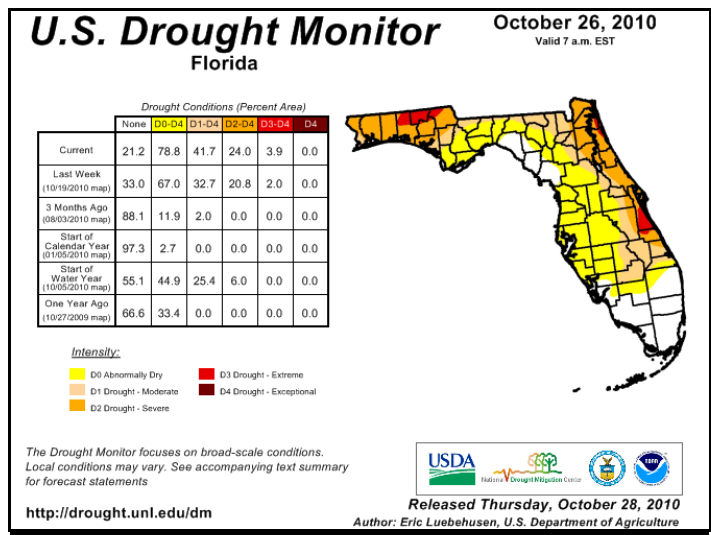 U.S. Drought Monitor
Florida
October 26, 2010
Valid 7 a.m. EST
Drought Conditions (Percent Area)
None D0-D4 D1-D4 D2-D4 D3-D4 D4
Current 21.2 78.8 41.7 24.0 3.9 0.0
Last Week
(10/19/2010 map) 33.0 67.0 32.7 20.8 2.0 0.0
3 Months Ago
(08/03/2010 map) 88.1 11.9 2.0 0.0 0.0 0.0
Start of
Calendar Year
(01/05/2010 map) 97.3 2.7 0.0 0.0 0.0 0.0
Start of
Water Year
(10/05/2010 map) 55.1 44.9 25.4 6.0 0.0 0.0
One Year Ago
(10/27/2009 map) 66.6 33.4 0.0 0.0 0.0 0.0
Intensity:
D0 Abnormally Dry
D1 Drought - Moderate
D2 Drought - Severe
D3 Drought - Extreme
D4 Drought - Exceptional
The Drought Monitor focuses on broad-scale conditions.
Local conditions may vary. See accompanying text summary
for forecast statements
http://drought.unl.edu/dm
USDA
National Drought Mitigation Center
Released Thursday, October 28, 2010
Author: Eric Luebehusen, U.S. Department of Agriculture